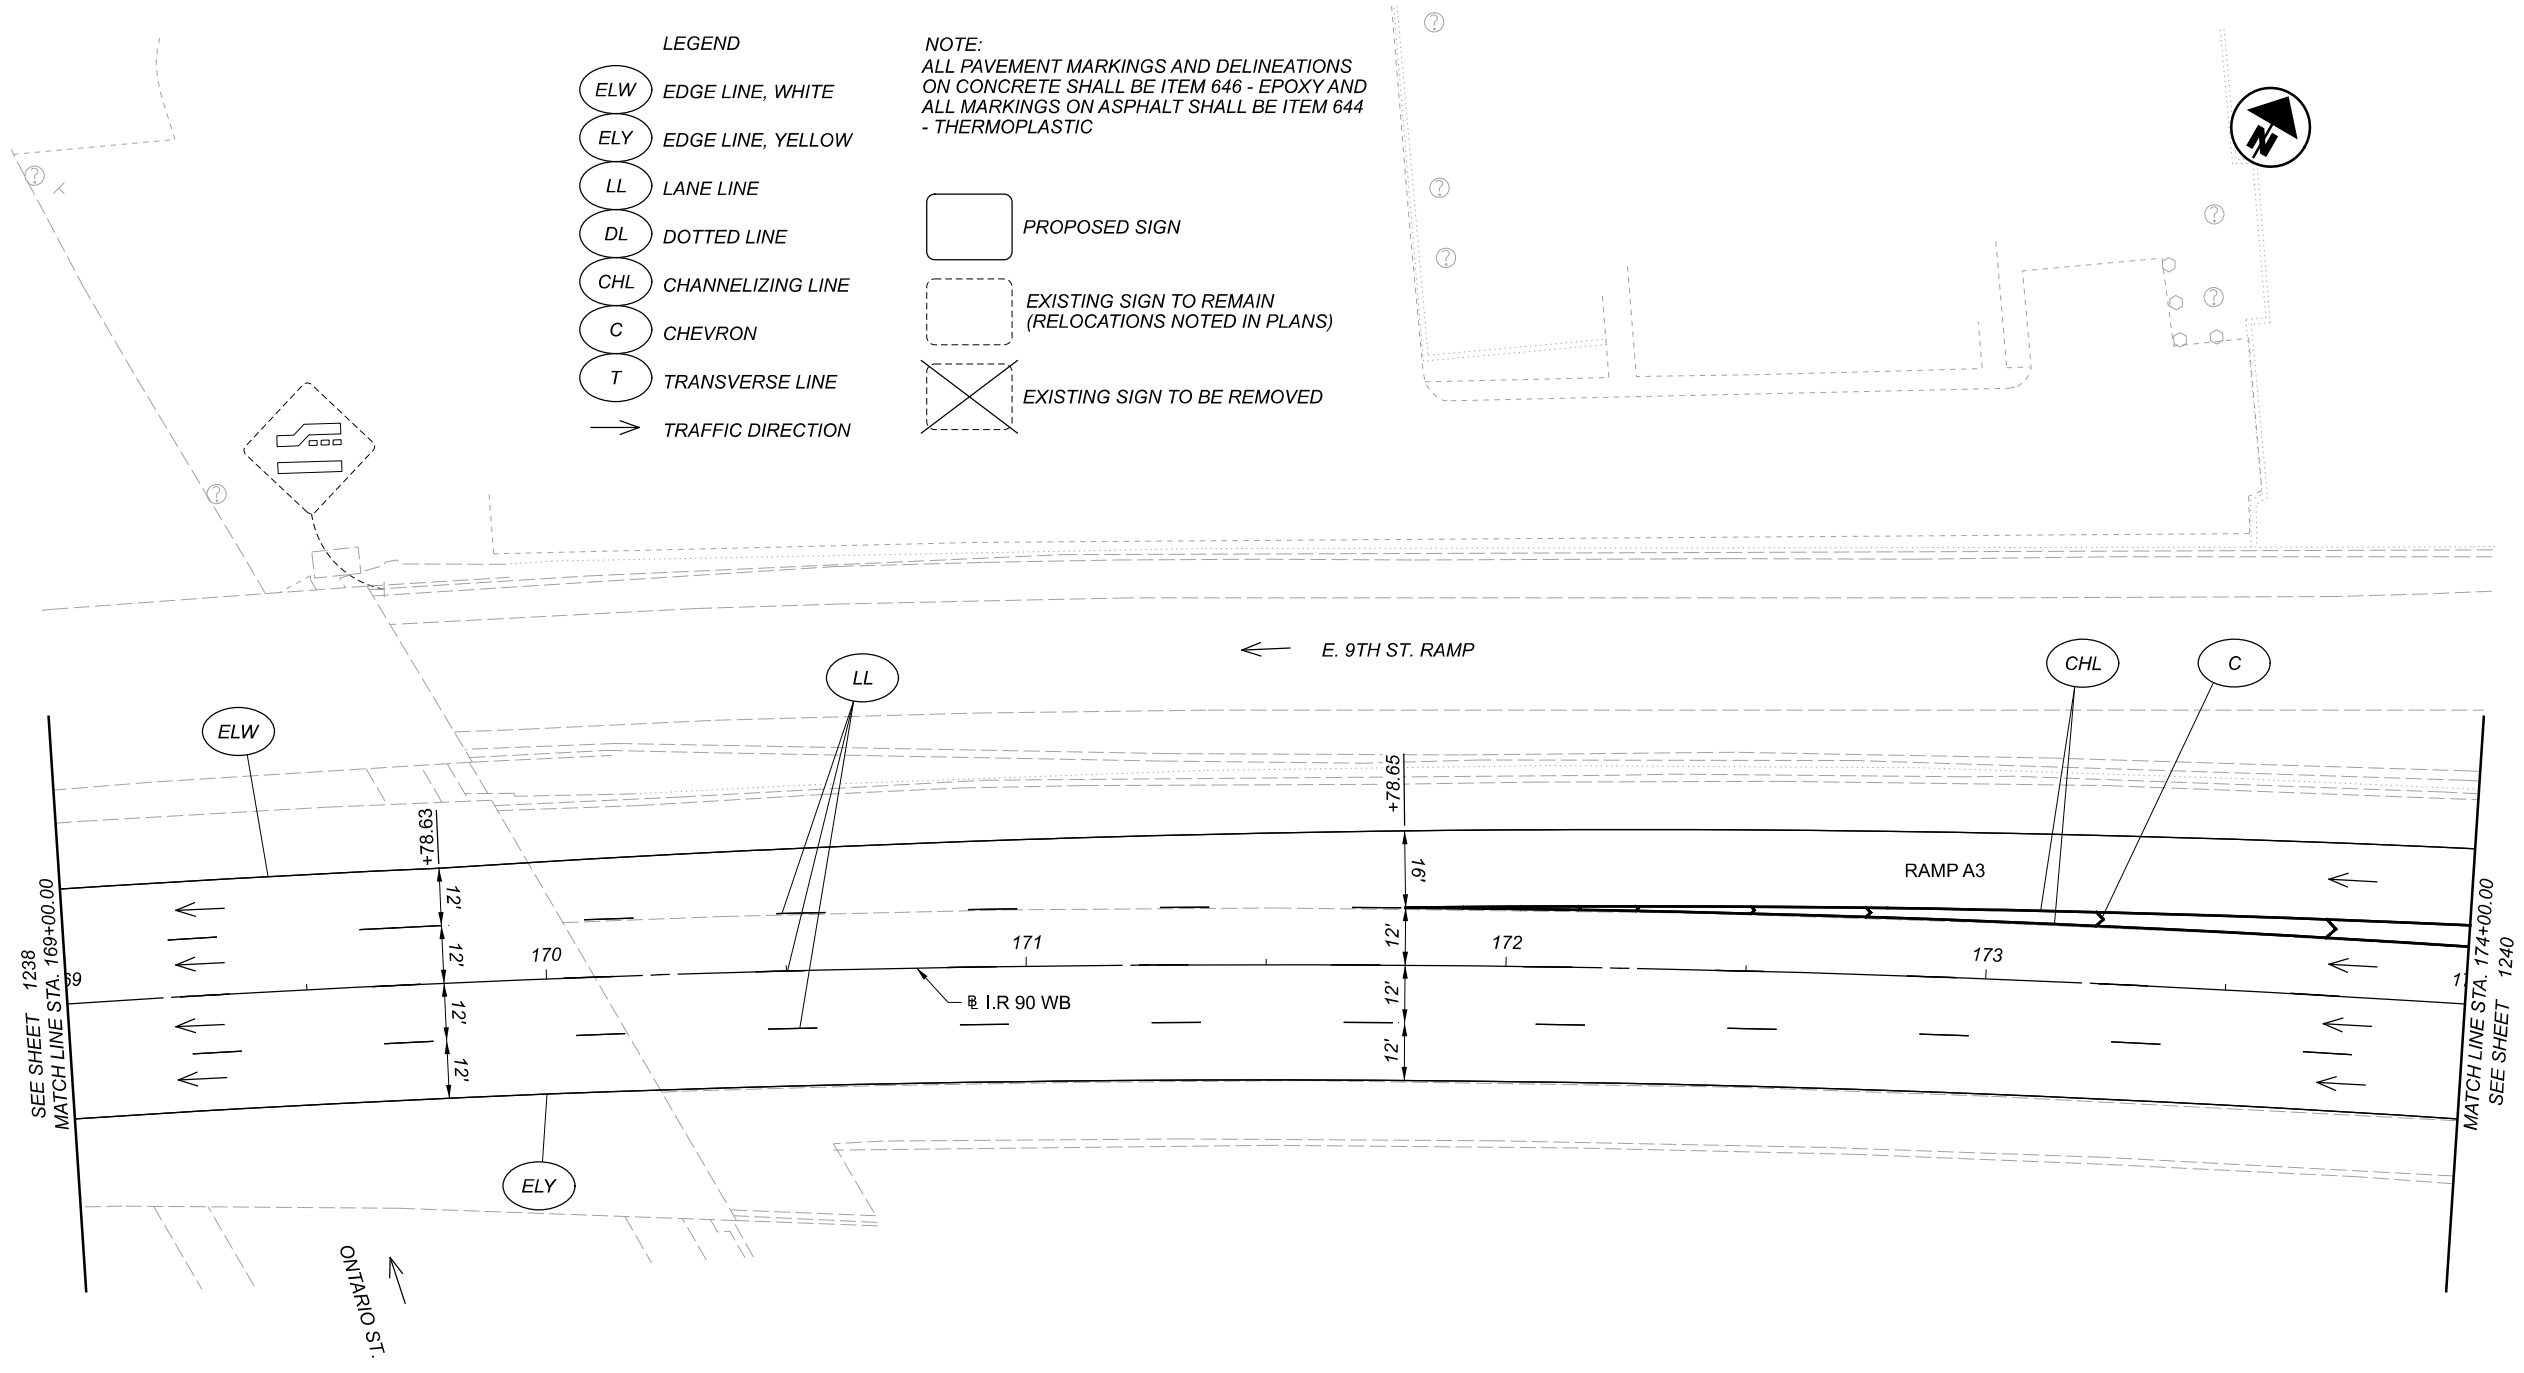 LEGEND
ELW EDGE LINE, WHITE
ELY EDGE LINE, YELLOW
LL LANE LINE
DL DOTTED LINE
CHL CHANNELIZING LINE
C CHEVRON
T TRANSVERSE LINE
TRAFFIC DIRECTION
NOTE:
ALL PAVEMENT MARKINGS AND DELINEATIONS
ON CONCRETE SHALL BE ITEM 646 - EPOXY AND
ALL MARKINGS ON ASPHALT SHALL BE ITEM 644
- THERMOPLASTIC
PROPOSED SIGN
EXISTING SIGN TO REMAIN
(RELOCATIONS NOTED IN PLANS)
EXISTING SIGN TO BE REMOVED
N
?
?
?
?
?
?
?
E. 9TH ST. RAMP
LL
CHL
C
ELW
+78.63
+78.65
16'
RAMP A3
12'
12'
12'
12'
12'
12'
12'
69
170
171
172
173
17
BL I.R 90 WB
SEE SHEET 1238
MATCH LINE STA. 169+00.00
MATCH LINE STA. 174+00.00
SEE SHEET 1240
ELY
ONTARIO ST.